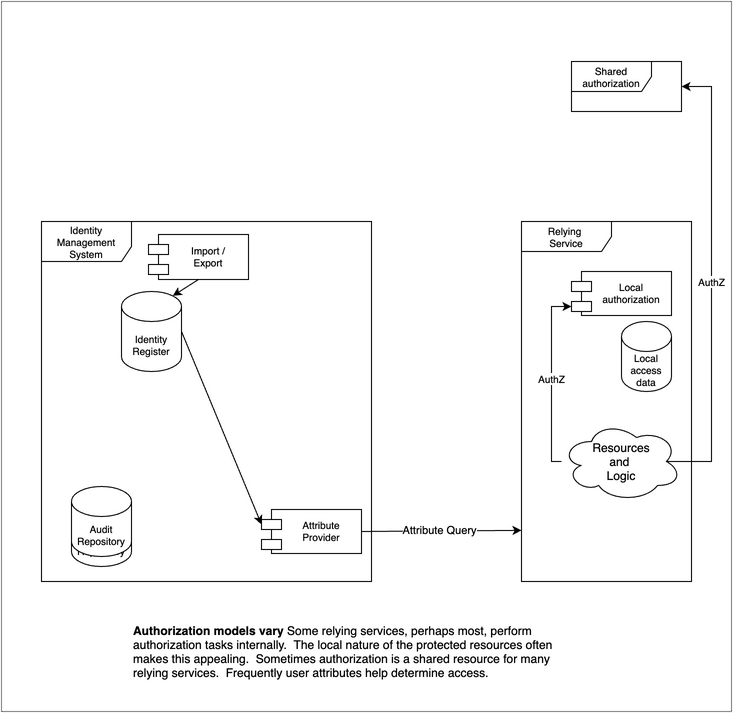 Shared
authorization
Identity
Management
System
Import /
Export
Relying
Service
Local
authorization
AuthZ
Identity
Register
Local
access
data
AuthZ
Resources
and
Logic
Audit
Repository
Attribute
Provider
Attribute Query
Authorization models vary Some relying services, perhaps most, perform
authorization tasks internally.  The local nature of the protected resources often
makes this appealing.  Sometimes authorization is a shared resource for many
relying services.  Frequently user attributes help determine access.